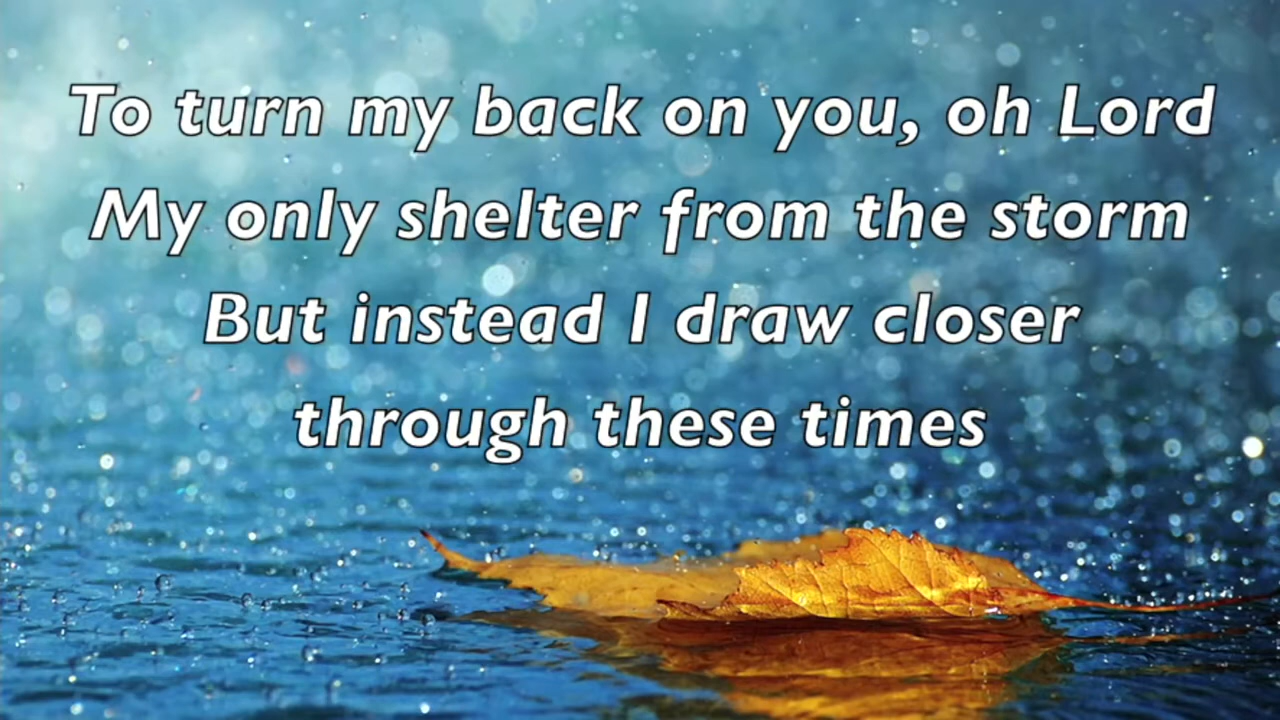 To turn my back on you, oh Lord
My only shelter from the storm
But instead I draw closer
through these times